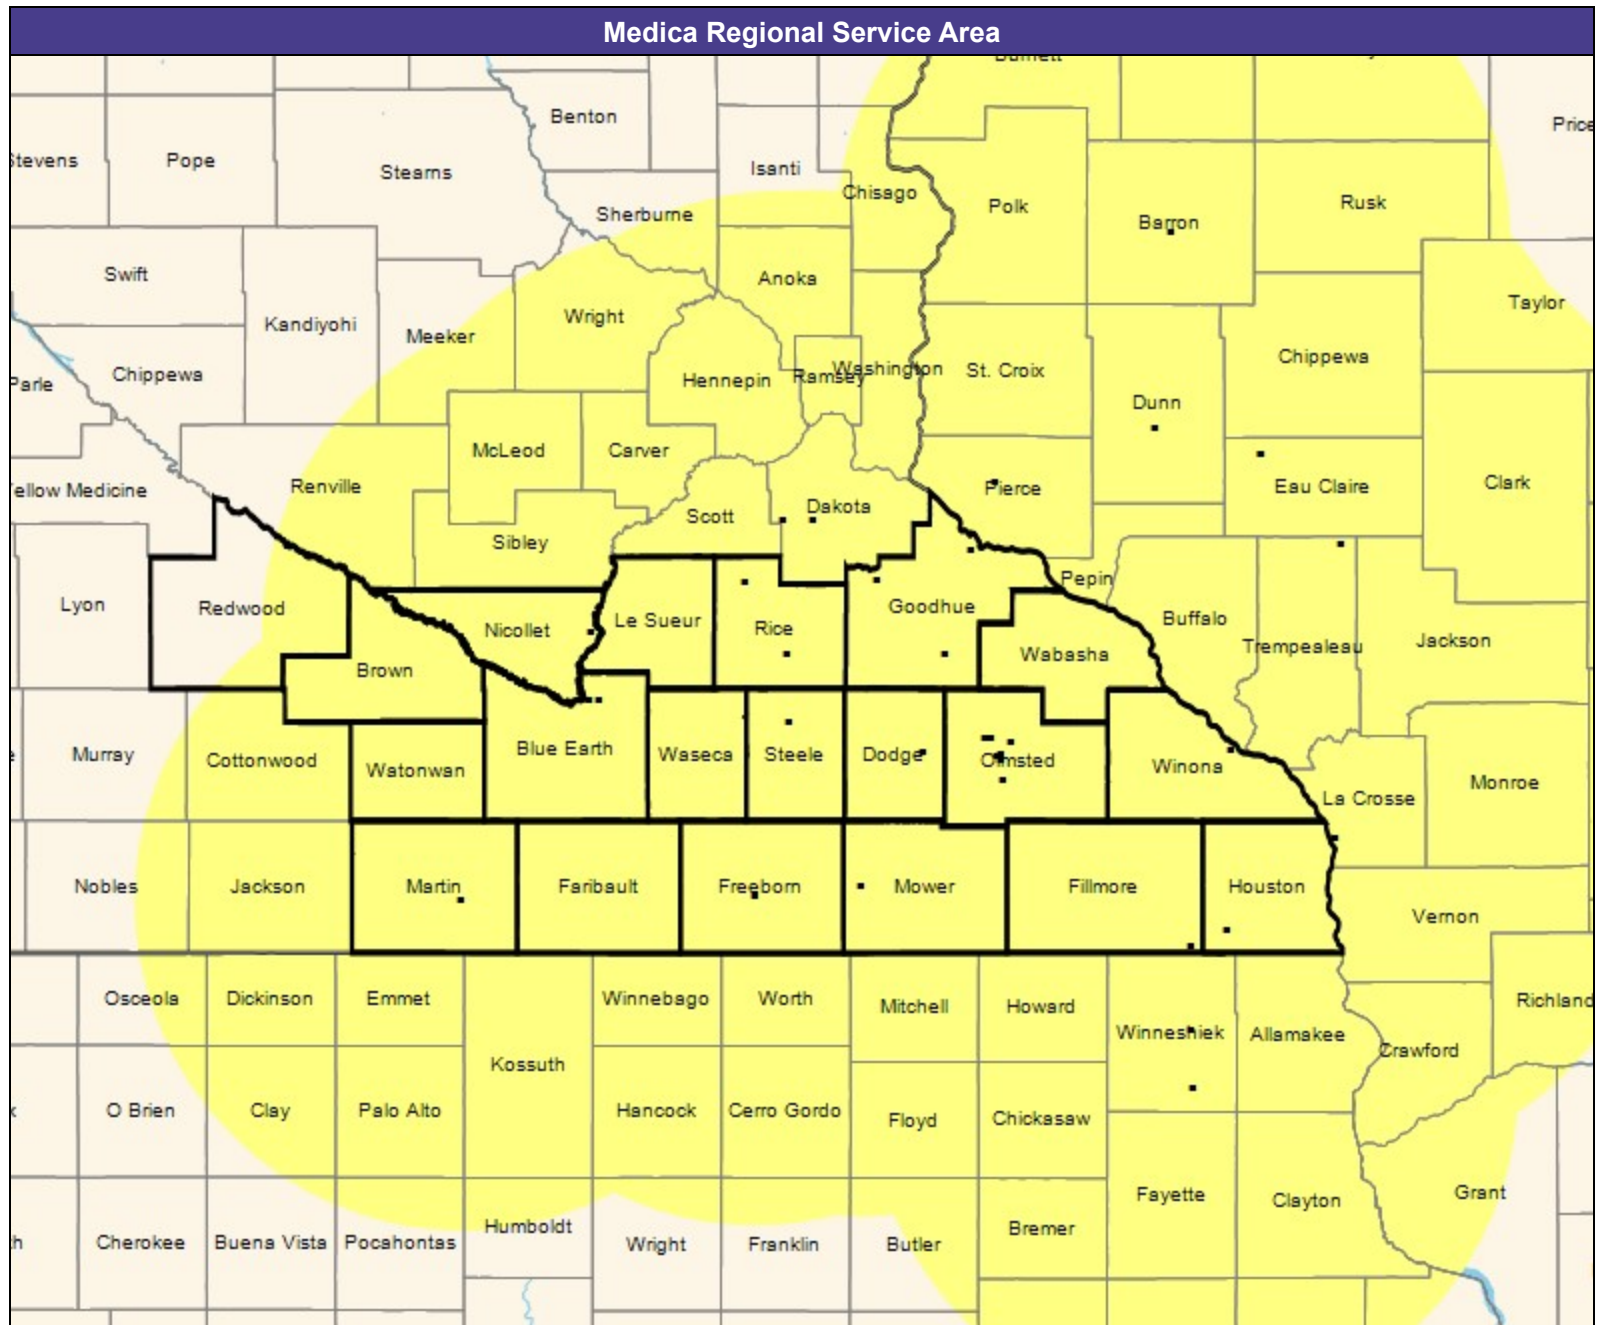 Medica Regional Service Area
Benton
Price
Stevens
Pope
Stearns
Isanti
Chisago
Sherburne
Polk
Barron
Rusk
Swift
Anoka
Taylor
Kandiyohi
Wright
Meeker
Chippewa
Parle
Chippewa
Hennepin
Ramsey
Washington
St. Croix
Dunn
McLeod
Carver
Yellow Medicine
Renville
Scott
Dakota
Pierce
Eau Claire
Clark
Sibley
Pepin
Lyon
Redwood
Nicollet
Le Sueur
Rice
Goodhue
Buffalo
Trempealeau
Jackson
Brown
Wabasha
Murray
Cottonwood
Watonwan
Blue Earth
Waseca
Steele
Dodge
Olmsted
Winona
La Crosse
Monroe
Nobles
Jackson
Martin
Faribault
Freeborn
Mower
Fillmore
Houston
Vernon
Osceola
Dickinson
Emmet
Winnebago
Worth
Mitchell
Howard
Richland
Winneshiek
Allamakee
Crawford
Kossuth
O Brien
Clay
Palo Alto
Hancock
Cerro Gordo
Floyd
Chickasaw
Fayette
Clayton
Grant
Cherokee
Buena Vista
Pocahontas
Humboldt
Wright
Franklin
Butler
Bremer